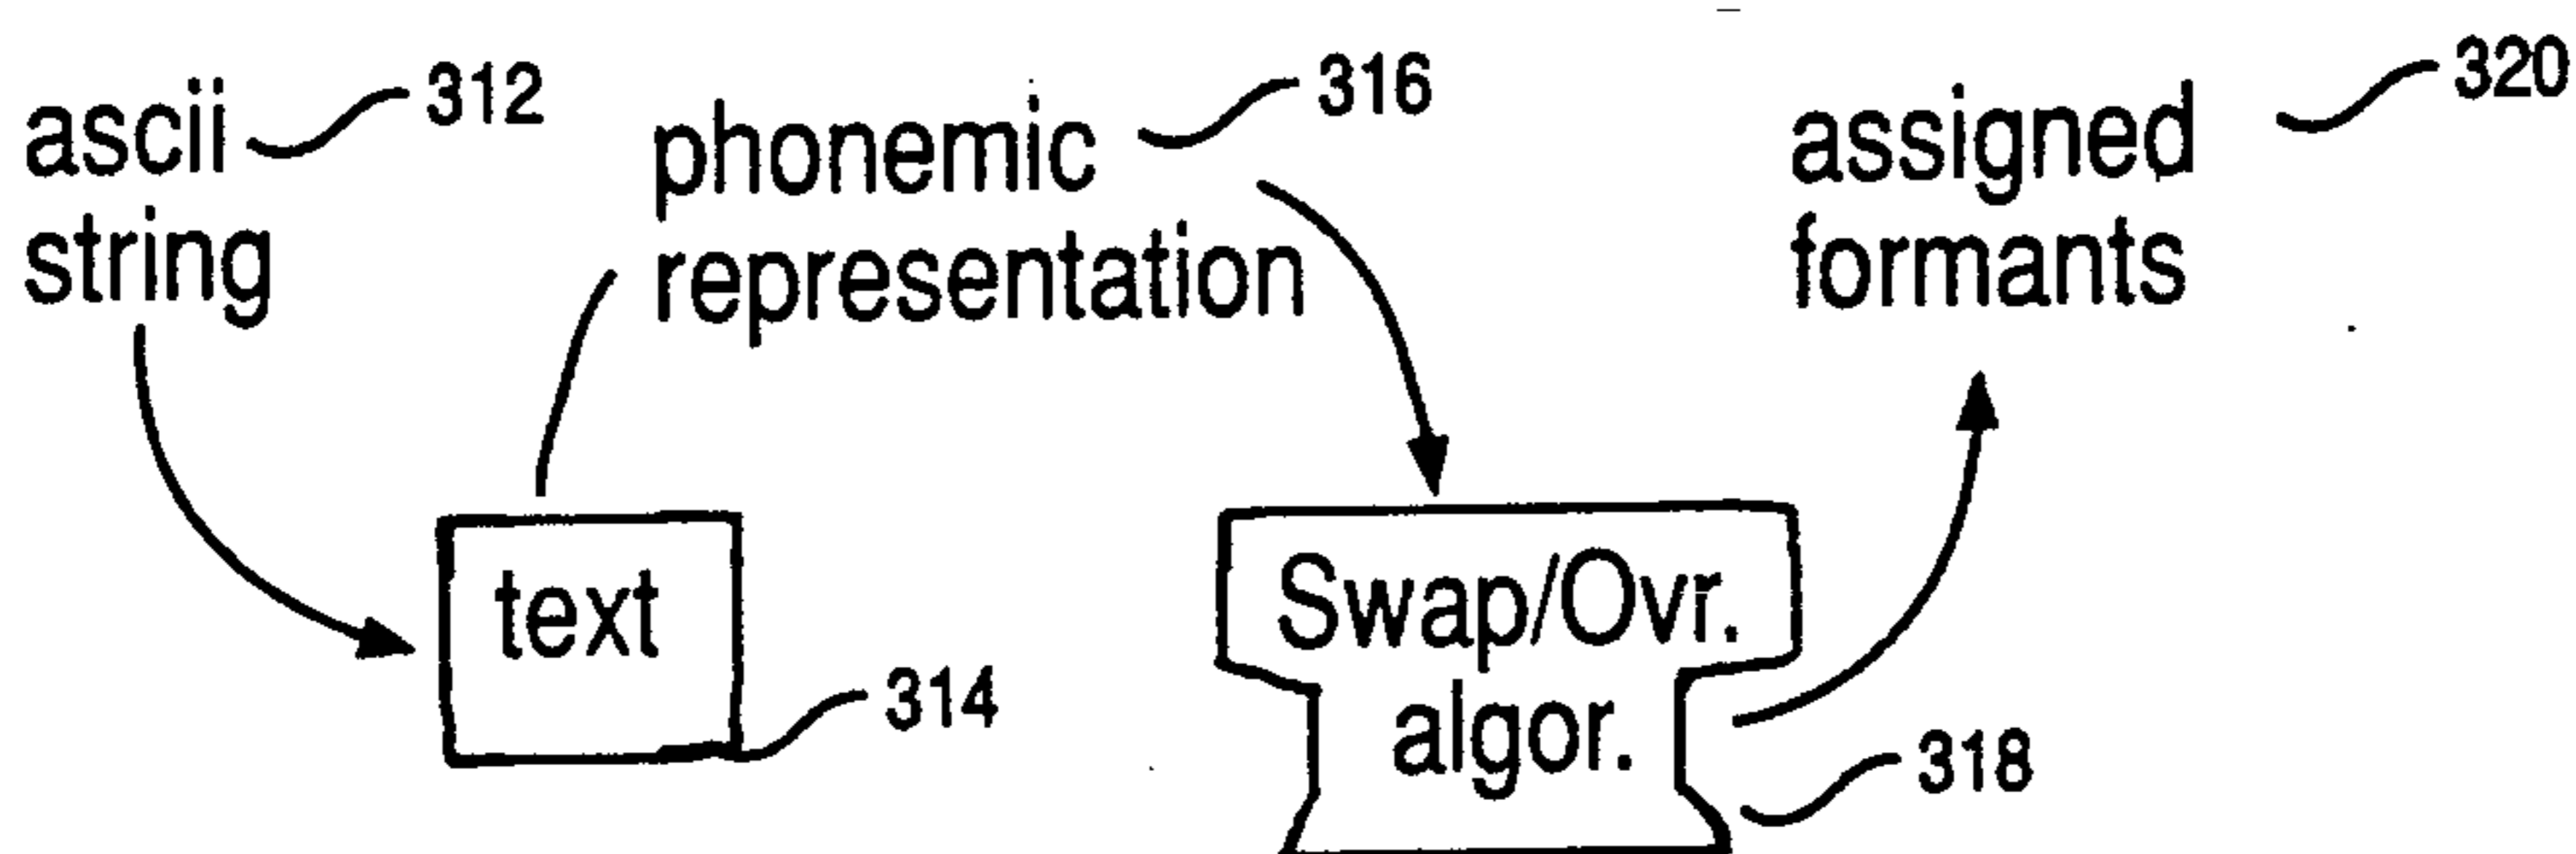 ascii 312
string
phonemic 316
representation
assigned 320
formants
text
314
Swap/Ovr.
algor.
318